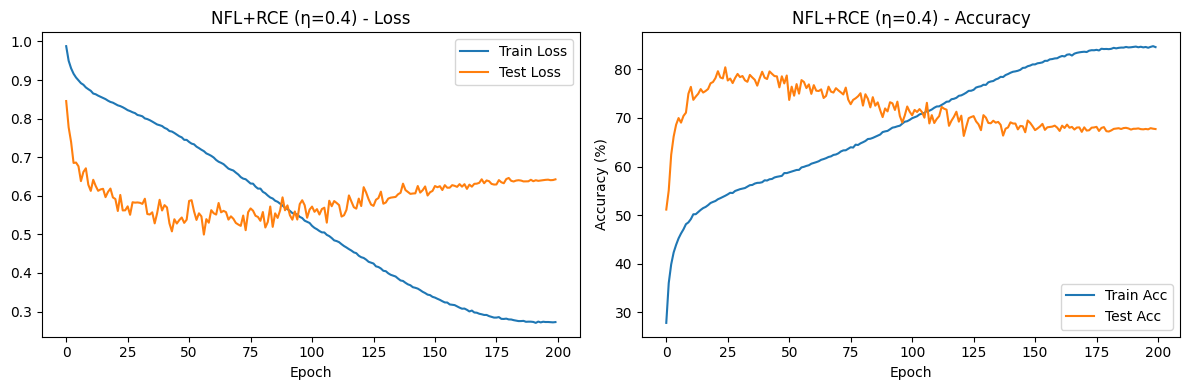 NFL+RCE (η=0.4) - Loss
1.0
0.9
0.8
0.7
0.6
0.5
0.4
0.3
0 25 50 75 100 125 150 175 200
Epoch
Train Loss
Test Loss
NFL+RCE (η=0.4) - Accuracy
Accuracy (%)
80
70
60
50
40
30
0 25 50 75 100 125 150 175 200
Epoch
Train Acc
Test Acc